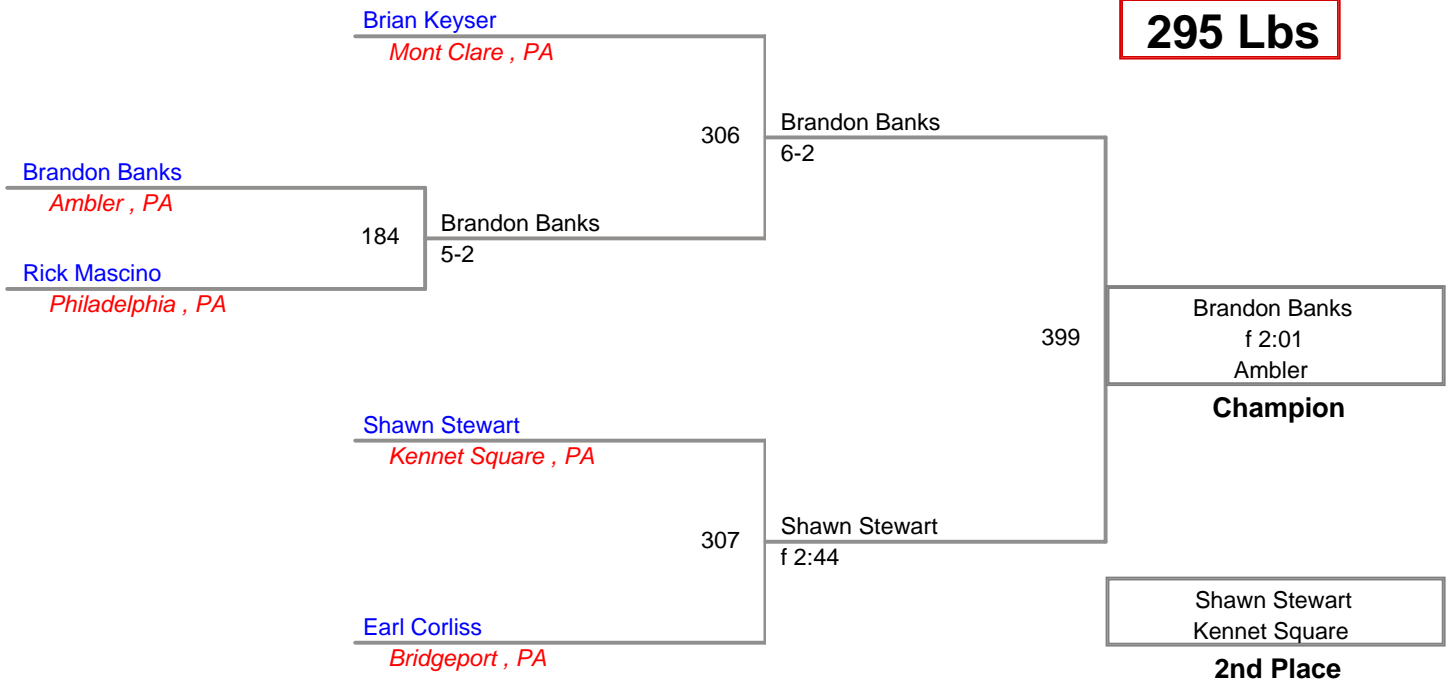 295 Lbs
Brian Keyser
Mont Clare , PA
306
Brandon Banks
6-2
Brandon Banks
Ambler , PA
184
Brandon Banks
5-2
Rick Mascino
Philadelphia , PA
399
Brandon Banks
f 2:01
Ambler
Champion
Shawn Stewart
Kennet Square , PA
307
Shawn Stewart
f 2:44
Earl Corliss
Bridgeport , PA
Shawn Stewart
Kennet Square
2nd Place